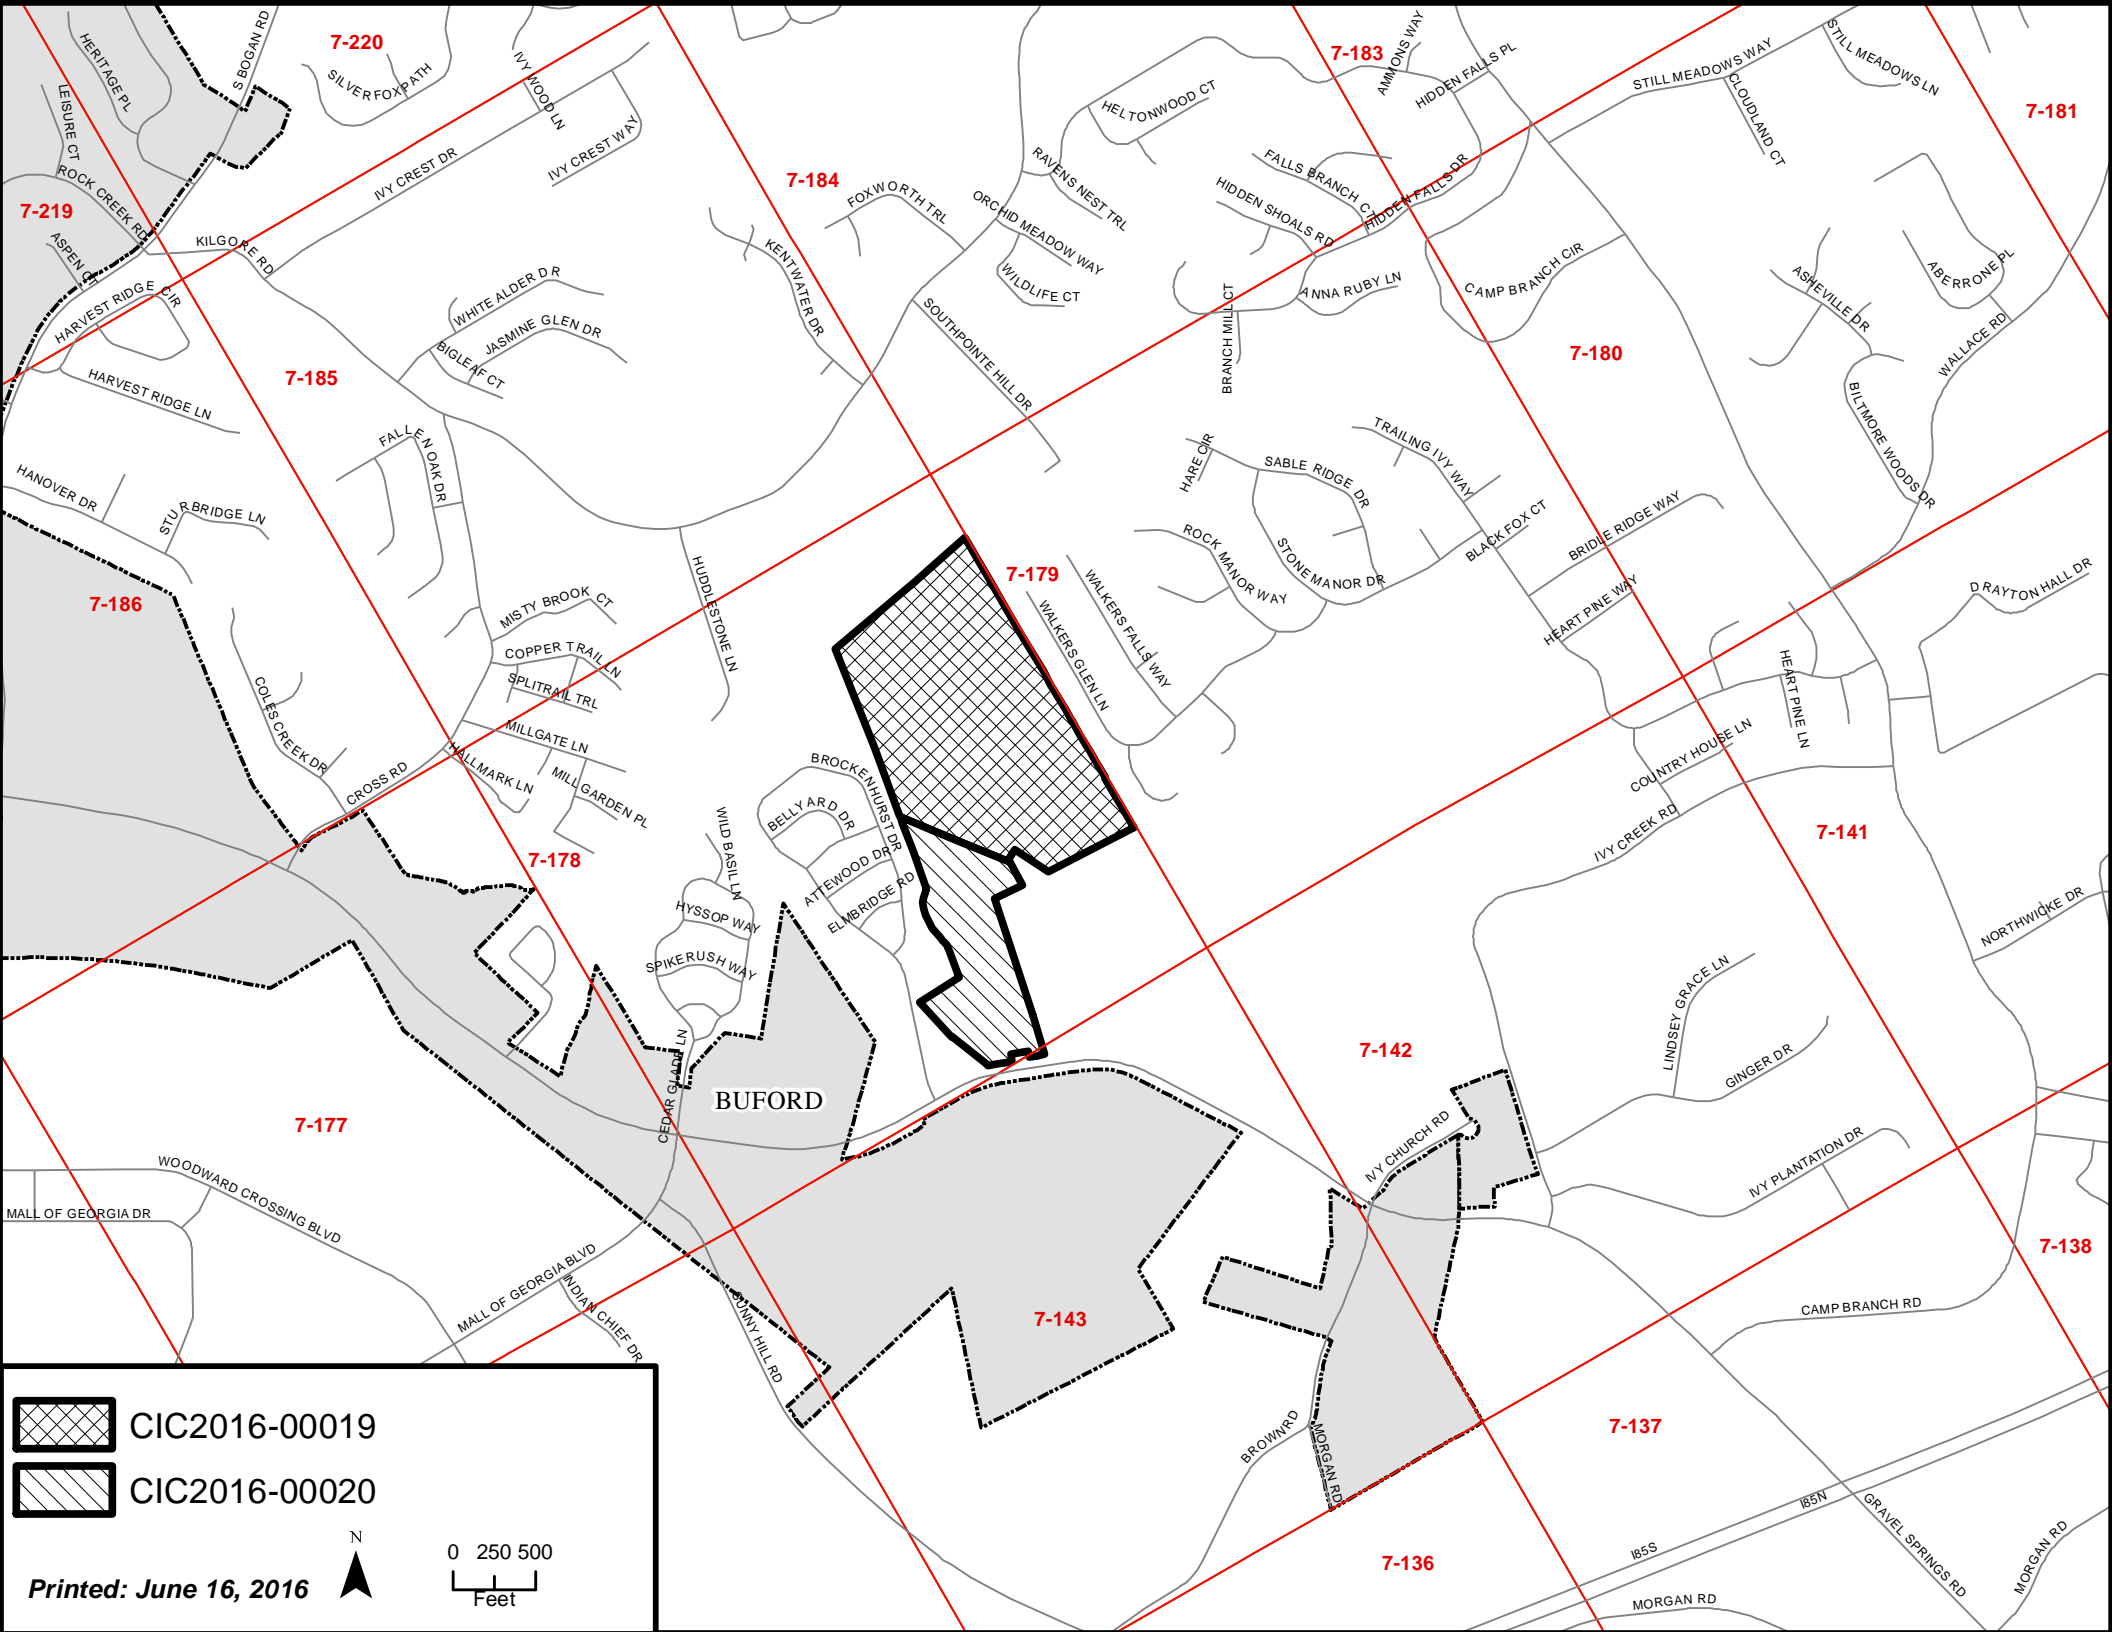 7-220
7-183
7-181
7-184
7-219
7-185
7-180
7-179
7-186
7-178
7-141
7-142
7-177
7-143
7-138
7-137
7-136
HERITAGE PL
S BOGAN RD
SILVER FOX PATH
IVY WOOD LN
IVY CREST WAY
IVY CREST DR
LEISURE CT
ROCK CREEK RD
ASPEN CT
KILGORE RD
HARVEST RIDGE CIR
HARVEST RIDGE LN
WHITE ALDER DR
JASMINE GLEN DR
BIGLEAF CT
FALLEN OAK DR
HANOVER DR
STURBRIDGE LN
KENTWATER DR
FOXWORTH TRL
ORCHID MEADOW WAY
RAVENS NEST TRL
WILDLIFE CT
SOUTHPOINTE HILL DR
HELTONWOOD CT
AMMONS WAY
HIDDEN FALLS PL
FALLS BRANCH CT
HIDDEN SHOALS RD
HIDDEN FALLS DR
ANNA RUBY LN
BRANCH MILL CT
CAMP BRANCH CIR
STILL MEADOWS WAY
STILL MEADOWS LN
CLOUDLAND CT
ABERRONE PL
ASHEVILLE DR
WALLACE RD
BILTMORE WOODS DR
HARE CIR
SABLE RIDGE DR
TRAILING IVY WAY
BLACK FOX CT
BRIDLE RIDGE WAY
HEART PINE WAY
ROCK MANOR WAY
STONE MANOR DR
WALKERS FALLS WAY
WALKERS GLEN LN
DRAYTON HALL DR
HEART PINE LN
COUNTRY HOUSE LN
IVY CREEK RD
HUDDLESTONE LN
MISTY BROOK CT
COPPER TRAIL LN
SPLITRAIL TRL
MILLGATE LN
HALLMARK LN
MILL GARDEN PL
COLES CREEK DR
CROSS RD
BROCKENHURST DR
BELLYARD DR
ATTEWOOD DR
ELMBRIDGE RD
WILD BASIL LN
HYSSOP WAY
SPIKERUSH WAY
CEDAR GLADE LN
BUFORD
NORTHWICKE DR
LINDSEY GRACE LN
GINGER DR
IVY CHURCH RD
IVY PLANTATION DR
WOODWARD CROSSING BLVD
MALL OF GEORGIA DR
MALL OF GEORGIA BLVD
INDIAN CHIEF DR
SUNNY HILL RD
CAMP BRANCH RD
BROWN RD
MORGAN RD
I85N
I85S
GRAVEL SPRINGS RD
MORGAN RD
MORGAN RD
CIC2016-00019
CIC2016-00020
N
0 250 500
Feet
Printed: June 16, 2016